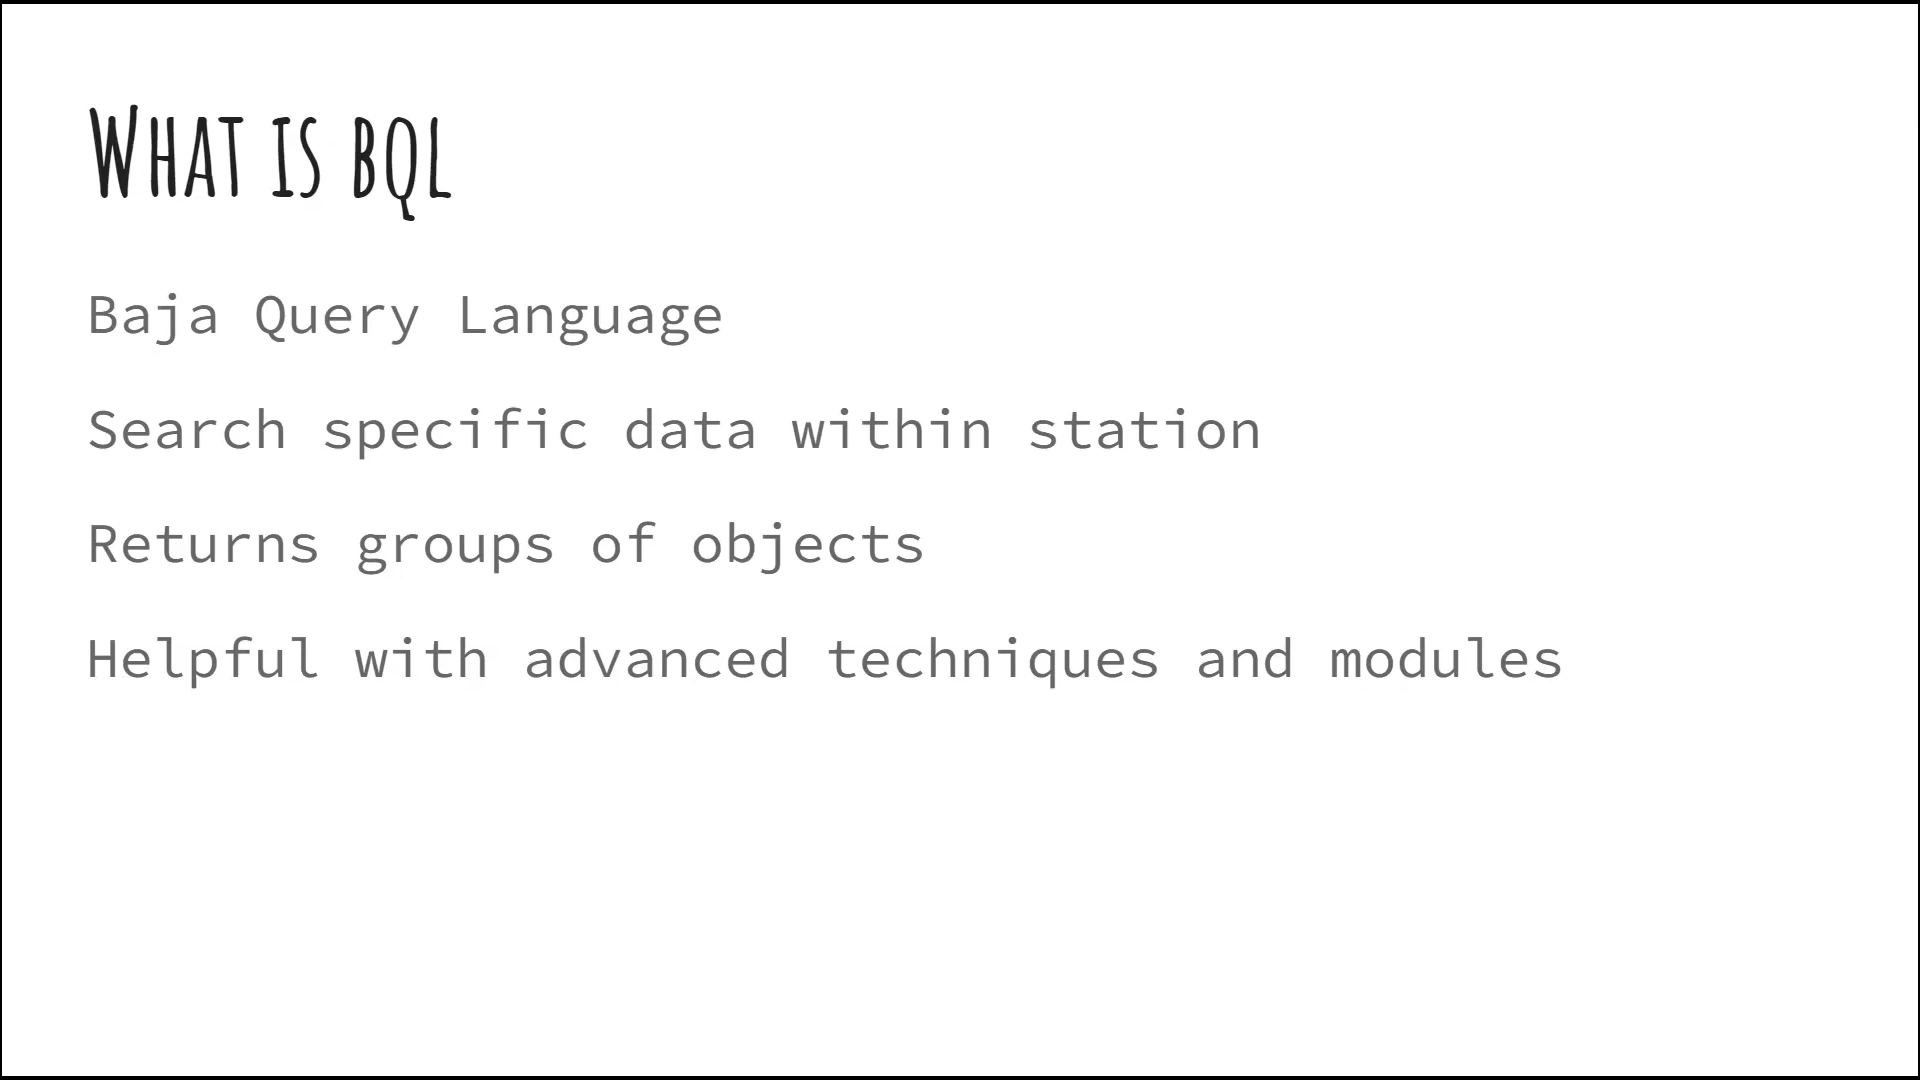 What is bql
Baja Query Language
Search specific data within station
Returns groups of objects
Helpful with advanced techniques and modules